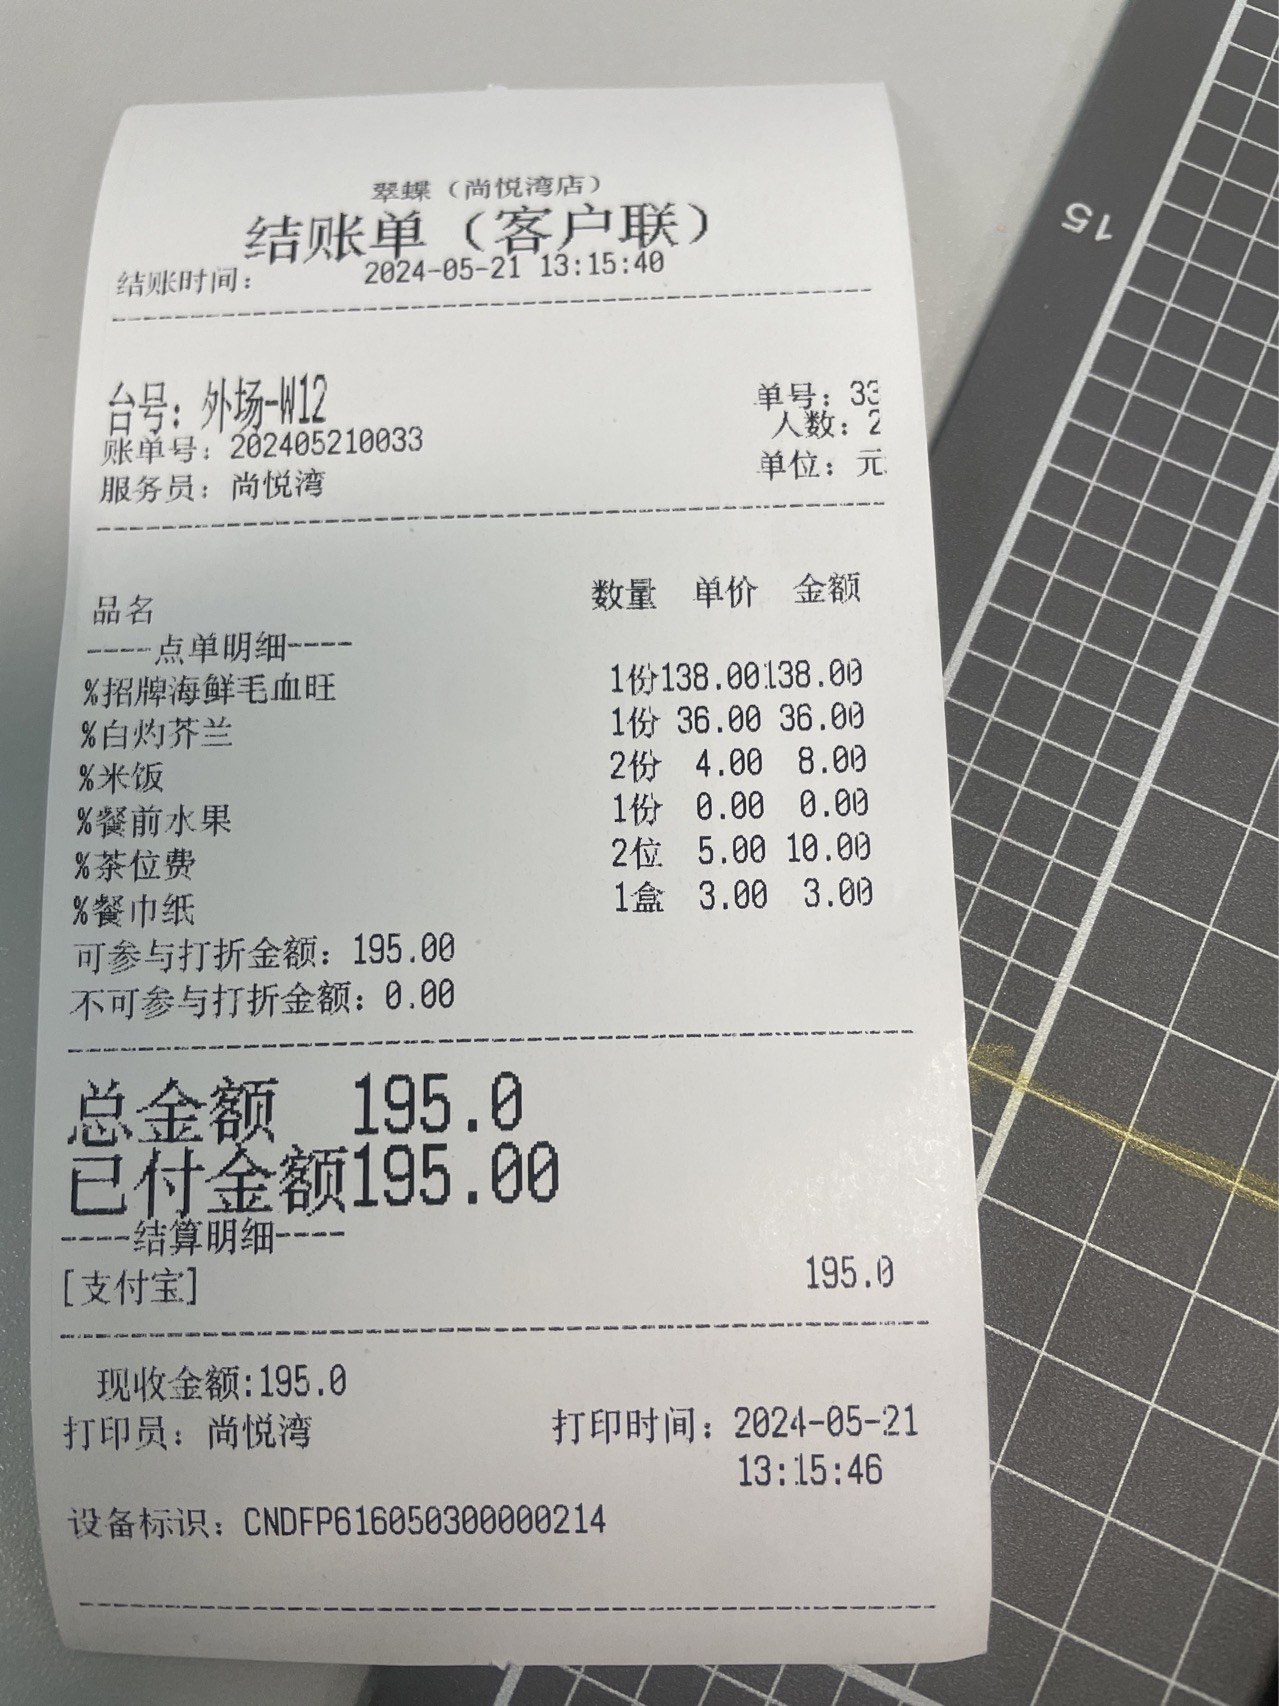 翠蝶（尚悦湾店）
结账单（客户联）
结账时间： 2024-05-21 13:15:40
台号：外场-W12
单号：33
人数：2
账单号：202405210033
服务员：尚悦湾
单位：元
品名 数量 单价 金额
----点单明细----
%招牌海鲜毛血旺 1份138.00138.00
%白灼芥兰 1份 36.00 36.00
%米饭 2份 4.00 8.00
%餐前水果 1份 0.00 0.00
%茶位费 2位 5.00 10.00
%餐巾纸 1盒 3.00 3.00
可参与打折金额：195.00
不可参与打折金额：0.00
总金额 195.0
已付金额195.00
----结算明细----
[支付宝] 195.0
现收金额:195.0
打印员：尚悦湾 打印时间：2024-05-21
13:15:46
设备标识：CNDFP616050300000214
15